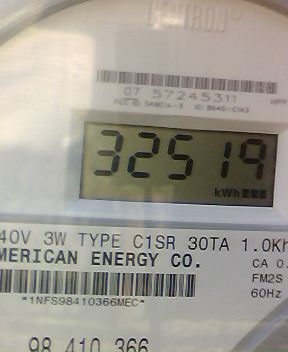 CENTRON®
07 57245311
32519
kWh
40V 3W TYPE C1SR 30TA 1.0Kh
MERICAN ENERGY CO.
CA 0.
FM2S
60Hz
*1NFS98410366MEC*
98 410 366